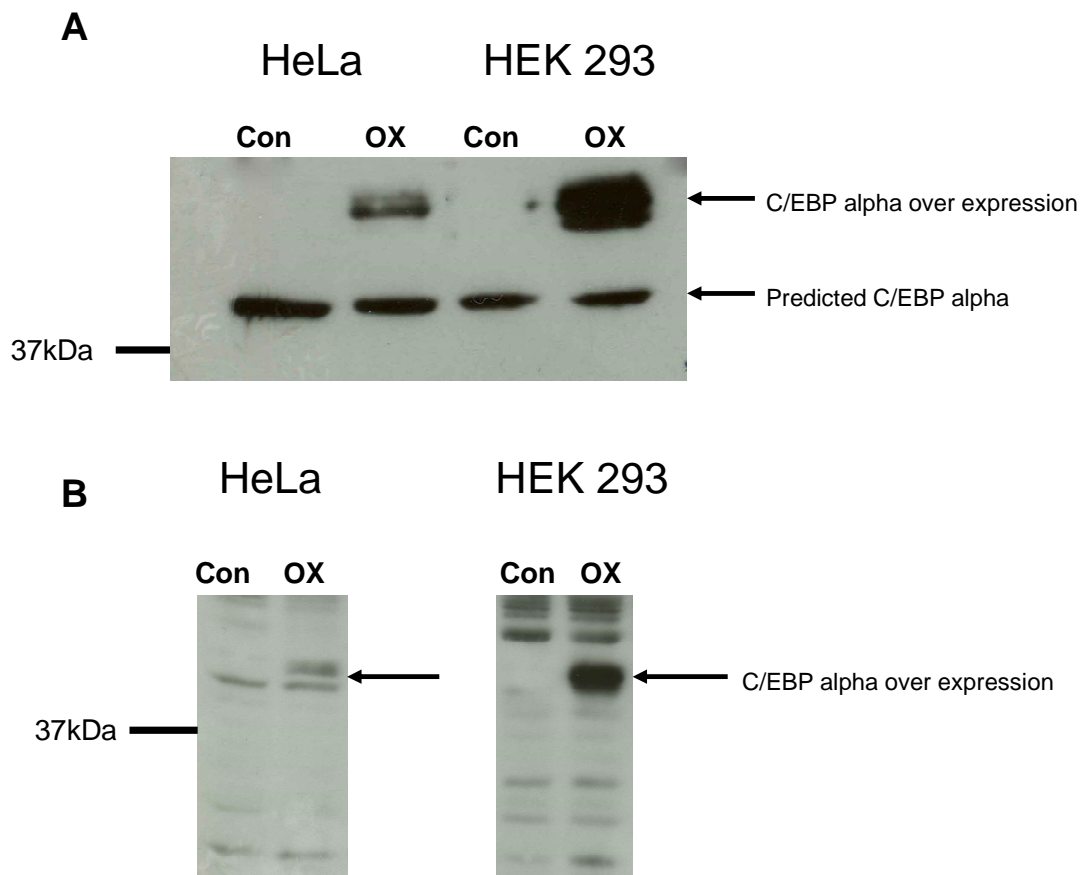 A
HeLa HEK 293
Con OX Con OX
C/EBP alpha over expression
Predicted C/EBP alpha
37kDa
B
HeLa HEK 293
Con OX Con OX
C/EBP alpha over expression
37kDa